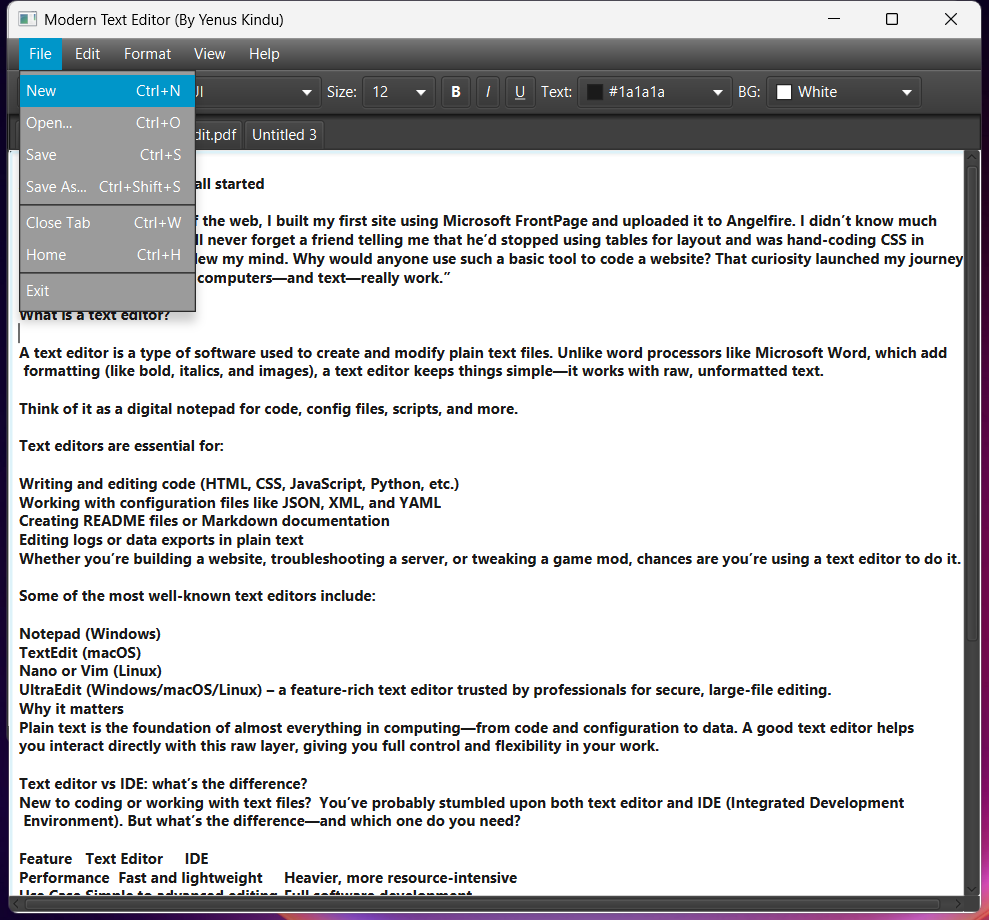 Modern Text Editor (By Yenus Kindu)
File Edit Format View Help
New Ctrl+N
Open... Ctrl+O
Save Ctrl+S
Save As... Ctrl+Shift+S
Close Tab Ctrl+W
Home Ctrl+H
Exit
Size: 12 B I U Text: #1a1a1a BG: White
dit.pdf Untitled 3
all started
f the web, I built my first site using Microsoft FrontPage and uploaded it to Angelfire. I didn’t know much
ll never forget a friend telling me that he’d stopped using tables for layout and was hand-coding CSS in
lew my mind. Why would anyone use such a basic tool to code a website? That curiosity launched my journey
computers—and text—really work.”
What is a text editor?
A text editor is a type of software used to create and modify plain text files. Unlike word processors like Microsoft Word, which add
formatting (like bold, italics, and images), a text editor keeps things simple—it works with raw, unformatted text.
Think of it as a digital notepad for code, config files, scripts, and more.
Text editors are essential for:
Writing and editing code (HTML, CSS, JavaScript, Python, etc.)
Working with configuration files like JSON, XML, and YAML
Creating README files or Markdown documentation
Editing logs or data exports in plain text
Whether you’re building a website, troubleshooting a server, or tweaking a game mod, chances are you’re using a text editor to do it.
Some of the most well-known text editors include:
Notepad (Windows)
TextEdit (macOS)
Nano or Vim (Linux)
UltraEdit (Windows/macOS/Linux) – a feature-rich text editor trusted by professionals for secure, large-file editing.
Why it matters
Plain text is the foundation of almost everything in computing—from code and configuration to data. A good text editor helps
you interact directly with this raw layer, giving you full control and flexibility in your work.
Text editor vs IDE: what’s the difference?
New to coding or working with text files?  You’ve probably stumbled upon both text editor and IDE (Integrated Development
Environment). But what’s the difference—and which one do you need?
Feature Text Editor IDE
Performance Fast and lightweight Heavier, more resource-intensive
Use Case Simple to advanced editing Full software development